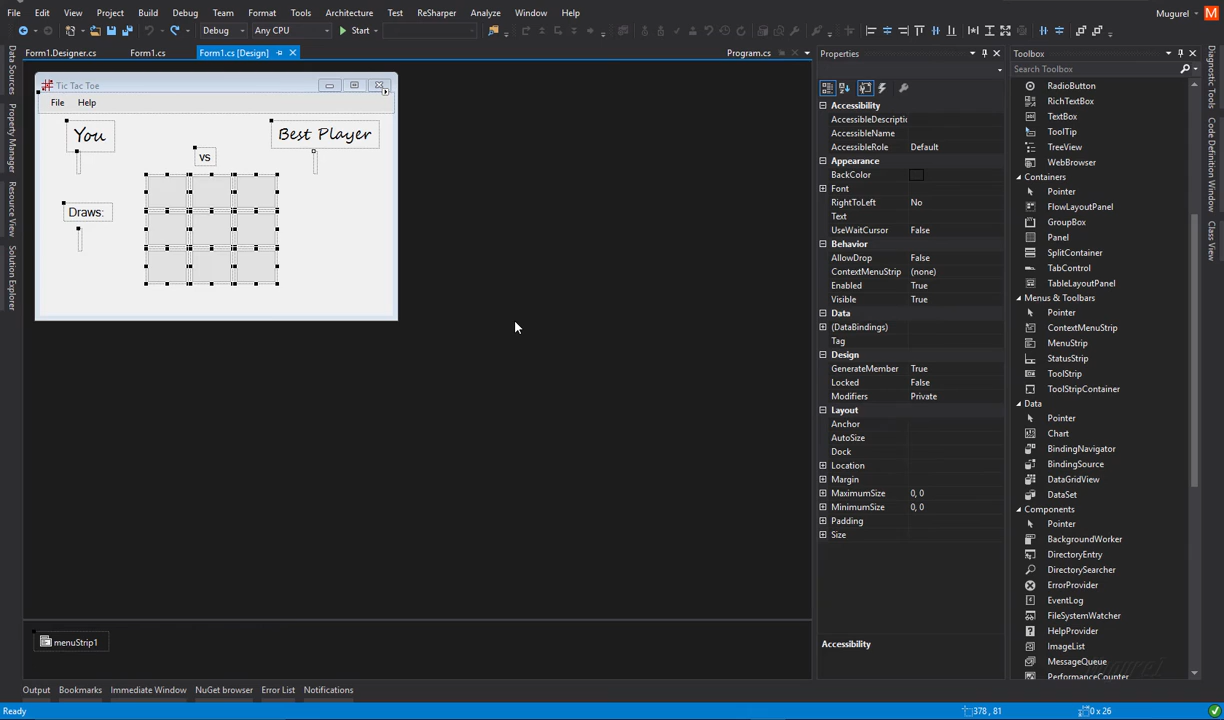 File Edit View Project Build Debug Team Format Tools Architecture Test ReSharper Analyze Window Help Mugurel M
Debug Any CPU Start
Form1.Designer.cs Form1.cs Form1.cs [Design] Program.cs
Properties
Toolbox
Search Toolbox
Data Sources
Property Manager
Resource View
Solution Explorer
Tic Tac Toe
File Help
You
Best Player
vs
Draws:
menuStrip1
Accessibility
AccessibleDescriptic
AccessibleName
AccessibleRole Default
Appearance
BackColor
Font
RightToLeft No
Text
UseWaitCursor False
Behavior
AllowDrop False
ContextMenuStrip (none)
Enabled True
Visible True
Data
(DataBindings)
Tag
Design
GenerateMember True
Locked False
Modifiers Private
Layout
Anchor
AutoSize
Dock
Location
Margin
MaximumSize 0, 0
MinimumSize 0, 0
Padding
Size
Accessibility
RadioButton
RichTextBox
TextBox
ToolTip
TreeView
WebBrowser
Containers
Pointer
FlowLayoutPanel
GroupBox
Panel
SplitContainer
TabControl
TableLayoutPanel
Menus & Toolbars
Pointer
ContextMenuStrip
MenuStrip
StatusStrip
ToolStrip
ToolStripContainer
Data
Pointer
Chart
BindingNavigator
BindingSource
DataGridView
DataSet
Components
Pointer
BackgroundWorker
DirectoryEntry
DirectorySearcher
ErrorProvider
EventLog
FileSystemWatcher
HelpProvider
ImageList
MessageQueue
PerformanceCounter
Diagnostic Tools
Code Definition Window
Class View
Output Bookmarks Immediate Window NuGet browser Error List Notifications
Ready 378 , 81 0 x 26